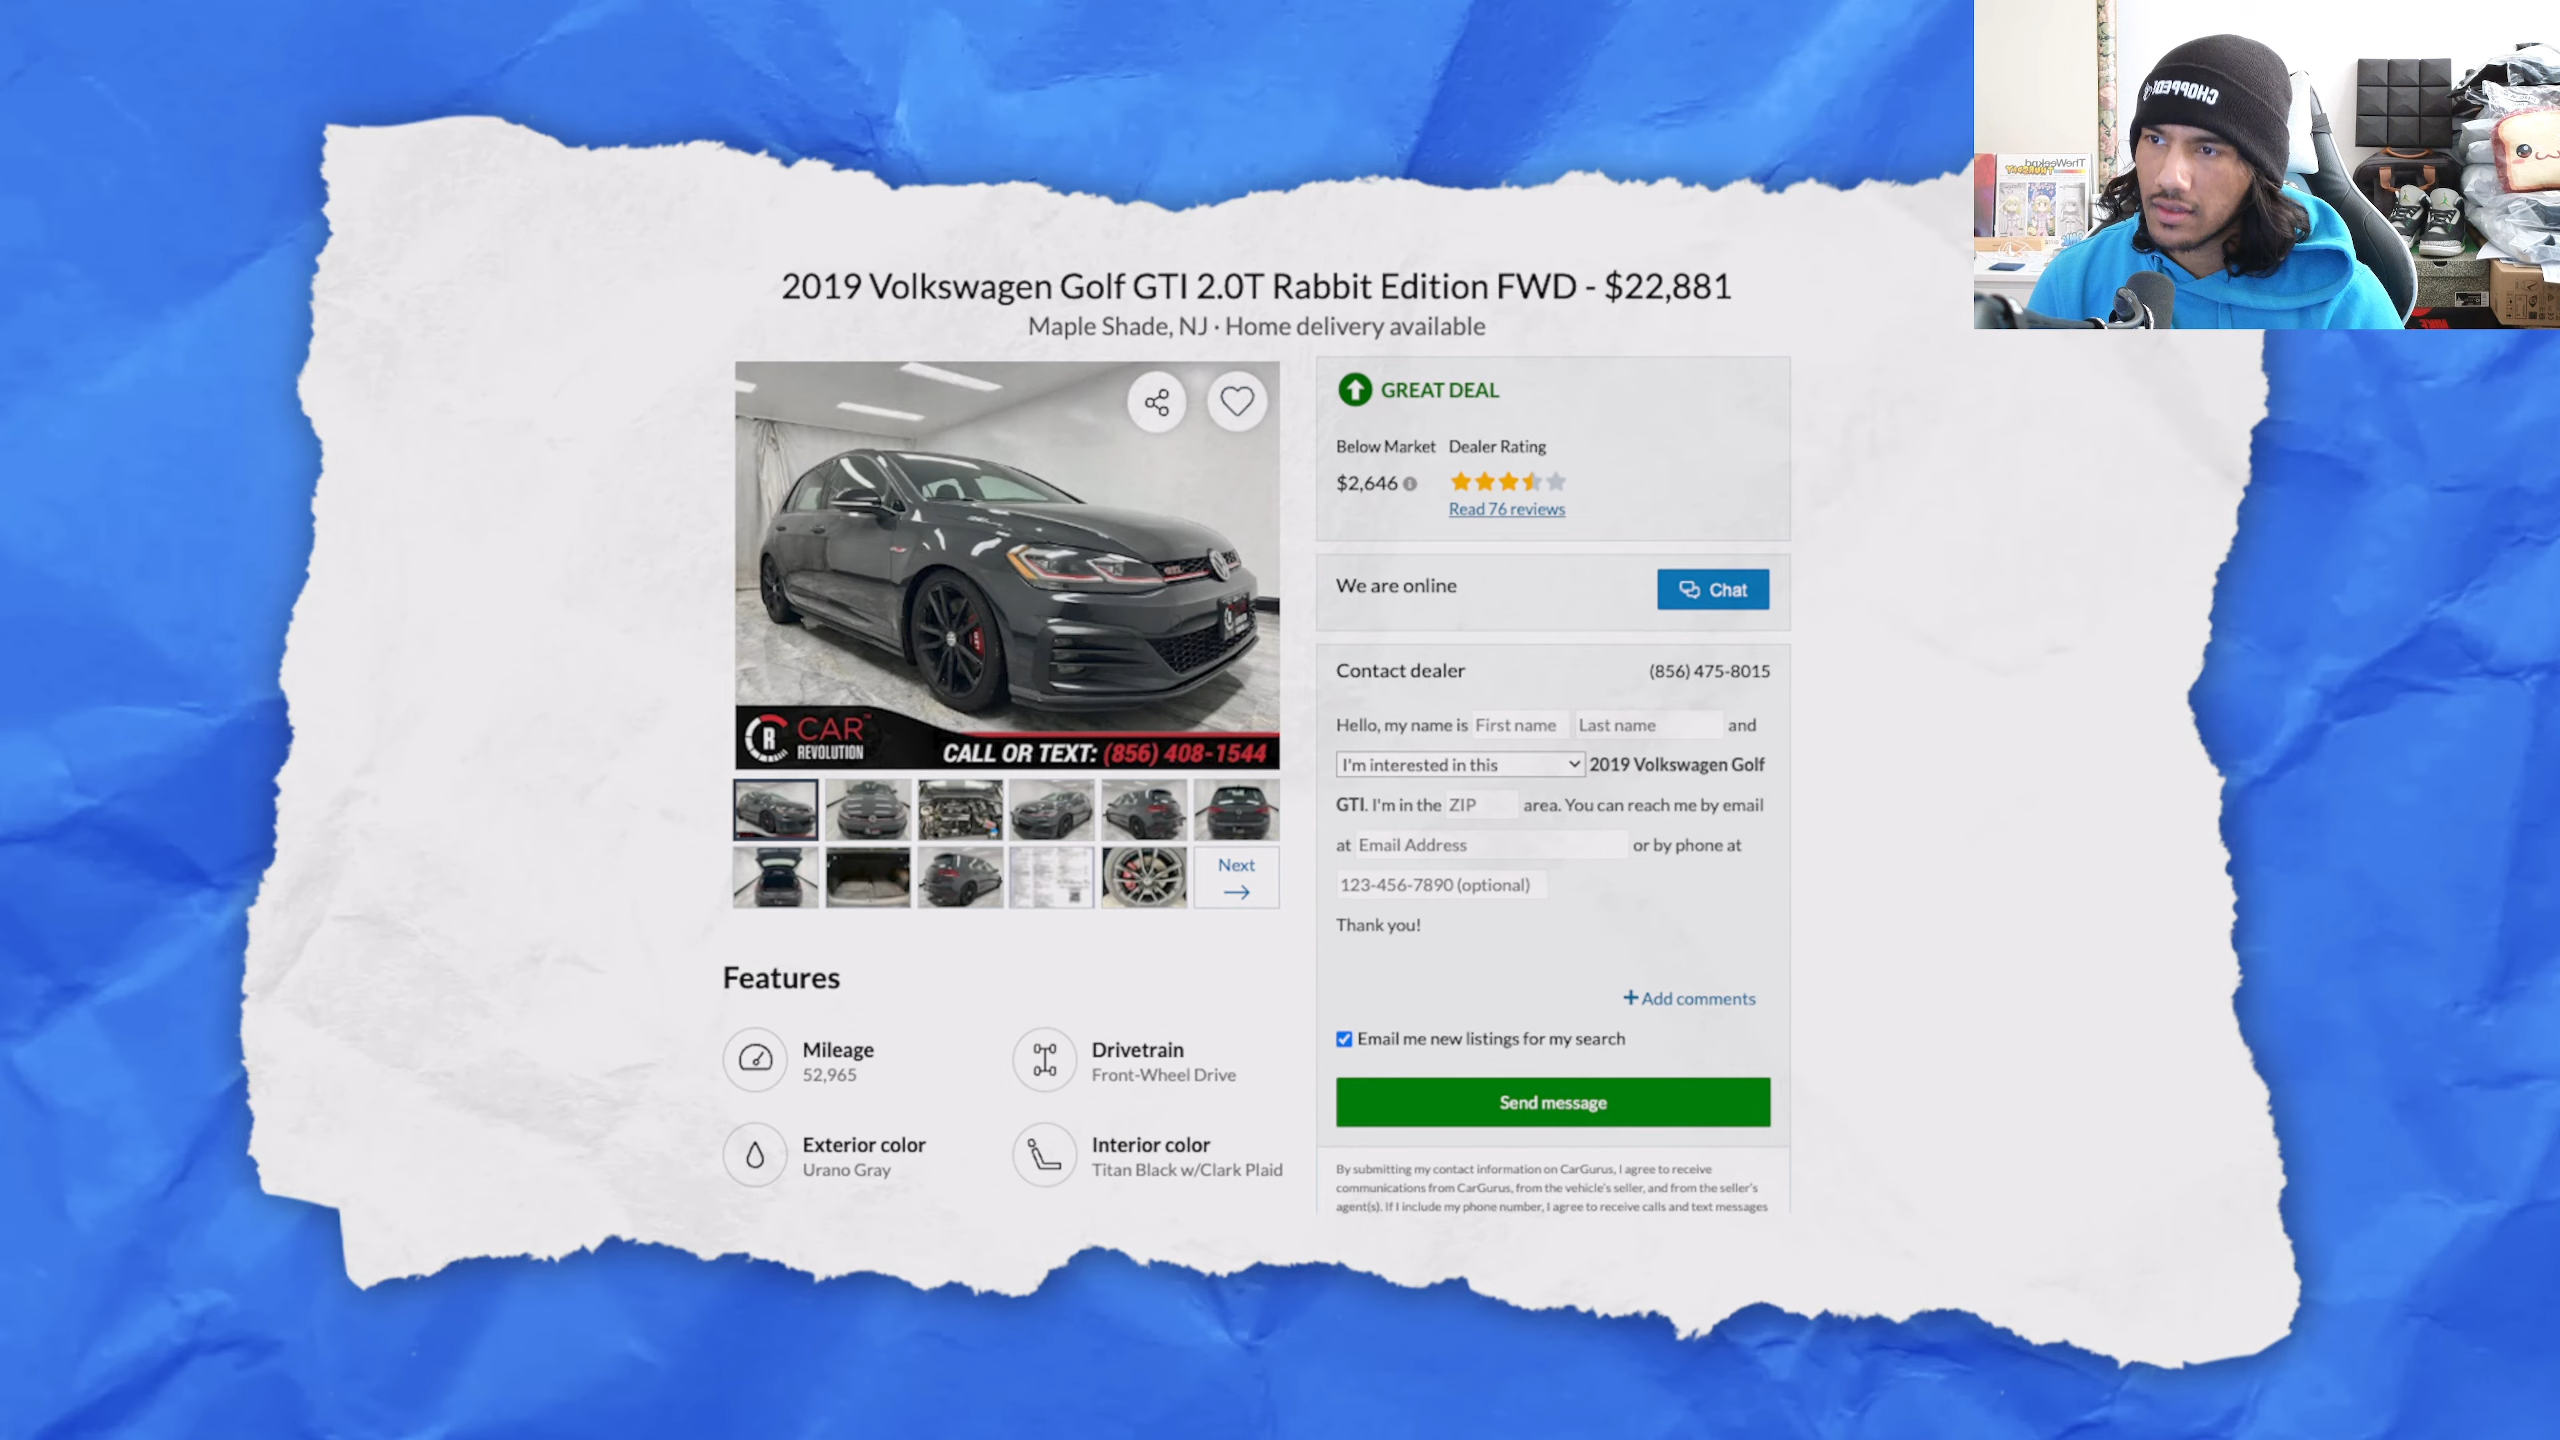 2019 Volkswagen Golf GTI 2.0T Rabbit Edition FWD - $22,881
Maple Shade, NJ · Home delivery available
CAR
REVOLUTION
R
CALL OR TEXT: (856) 408-1544
Next
Features
Mileage
52,965
Drivetrain
Front-Wheel Drive
Exterior color
Urano Gray
Interior color
Titan Black w/Clark Plaid
GREAT DEAL
Below Market Dealer Rating
$2,646
Read 76 reviews
We are online
Chat
Contact dealer (856) 475-8015
Hello, my name is First name Last name and
I'm interested in this 2019 Volkswagen Golf
GTI. I'm in the ZIP area. You can reach me by email
at Email Address or by phone at
123-456-7890 (optional)
Thank you!
+ Add comments
Email me new listings for my search
Send message
By submitting my contact information on CarGurus, I agree to receive
communications from CarGurus, from the vehicle's seller, and from the seller's
agent(s). If I include my phone number, I agree to receive calls and text messages
CHOPPED!
TheWeeknd
THURSDAY